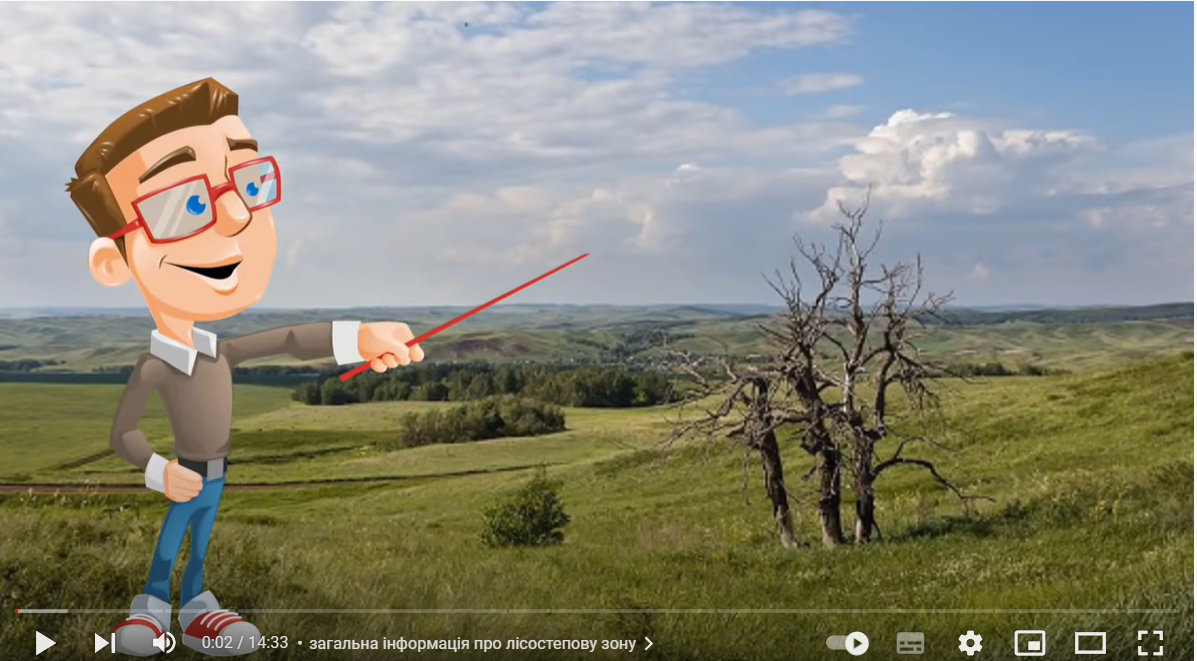 0:02 / 14:33 • загальна інформація про лісостепову зону